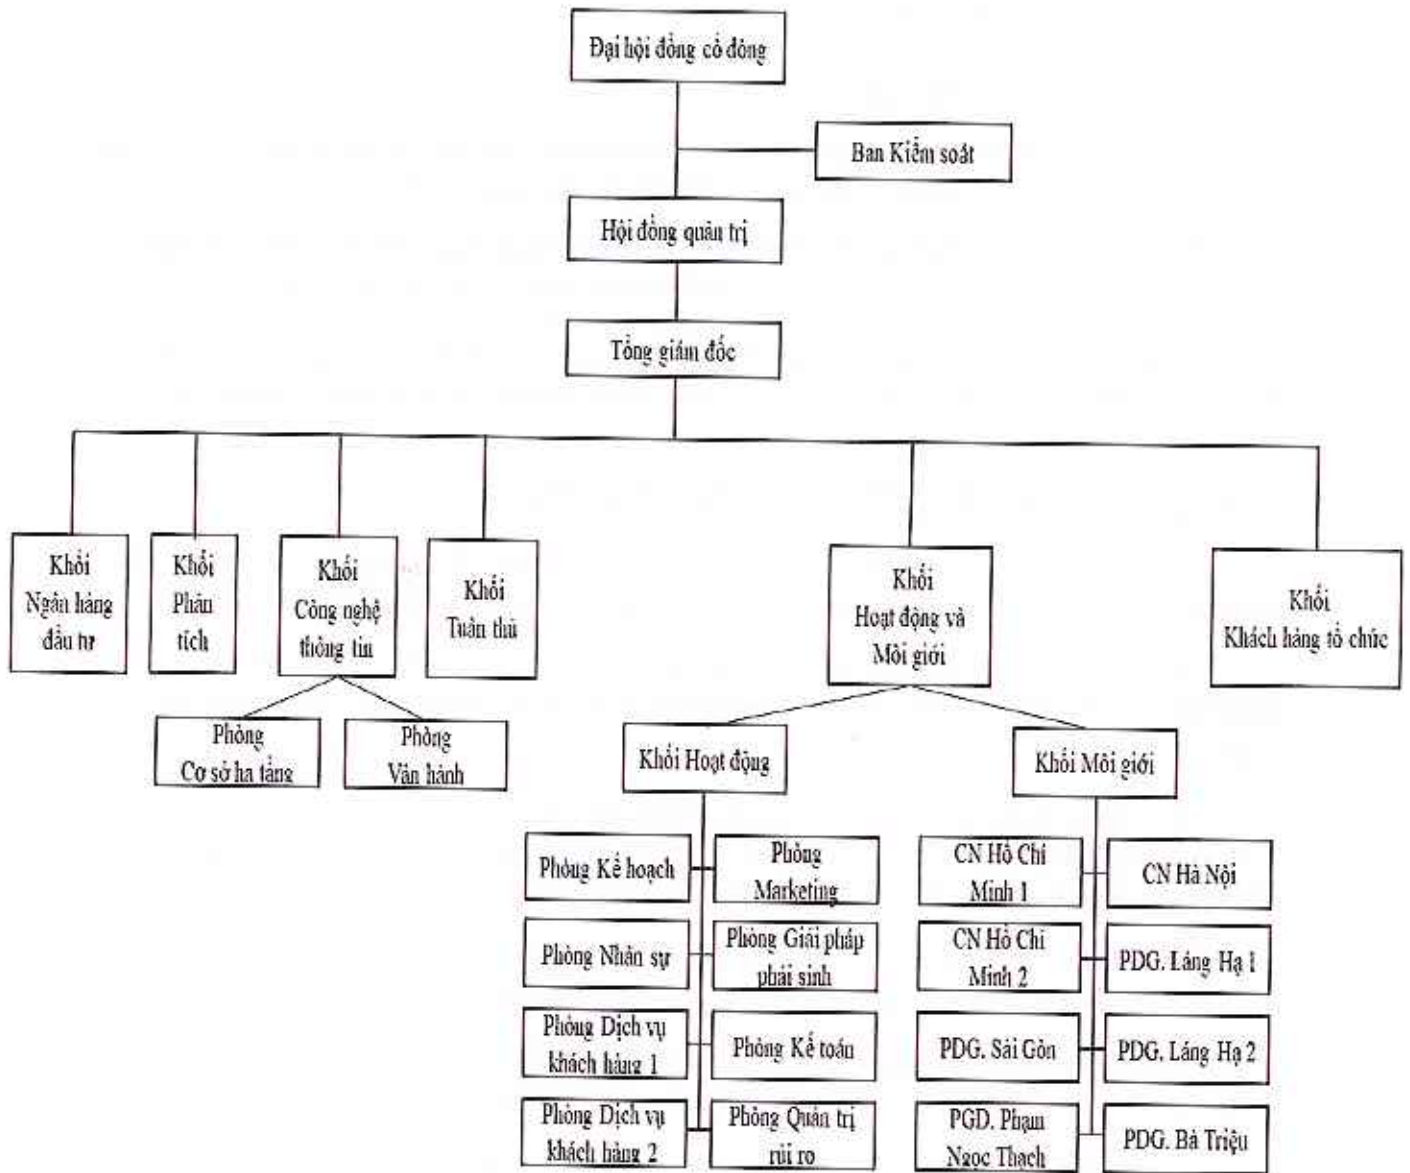 Đại hội đồng cổ đông
Ban Kiểm soát
Hội đồng quản trị
Tổng giám đốc
Khối
Ngân hàng
đầu tư
Khối
Phân
tích
Khối
Công nghệ
thông tin
Khối
Tuân thủ
Khối
Hoạt động và
Môi giới
Khối
Khách hàng tổ chức
Phòng
Cơ sở hạ tầng
Phòng
Vận hành
Khối Hoạt động
Khối Môi giới
Phòng Kế hoạch
Phòng
Marketing
CN Hồ Chí
Minh 1
CN Hà Nội
Phòng Nhân sự
Phòng Giải pháp
phái sinh
CN Hồ Chí
Minh 2
PDG. Láng Hạ 1
Phòng Dịch vụ
khách hàng 1
Phòng Kế toán
PDG. Sài Gòn
PDG. Láng Hạ 2
Phòng Dịch vụ
khách hàng 2
Phòng Quản trị
rủi ro
PGD. Phạm
Ngọc Thạch
PDG. Bà Triệu